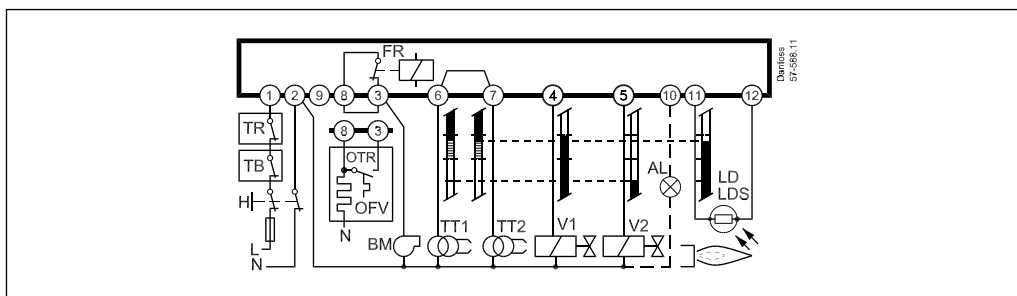 FR
Danfoss
57-568.11
1 2 9 8 3 6 7 4 5 10 11 12
TR
8 3
TB
OTR
AL
LD
LDS
H
OFV
L
N
N
BM
TT1
TT2
V1
V2